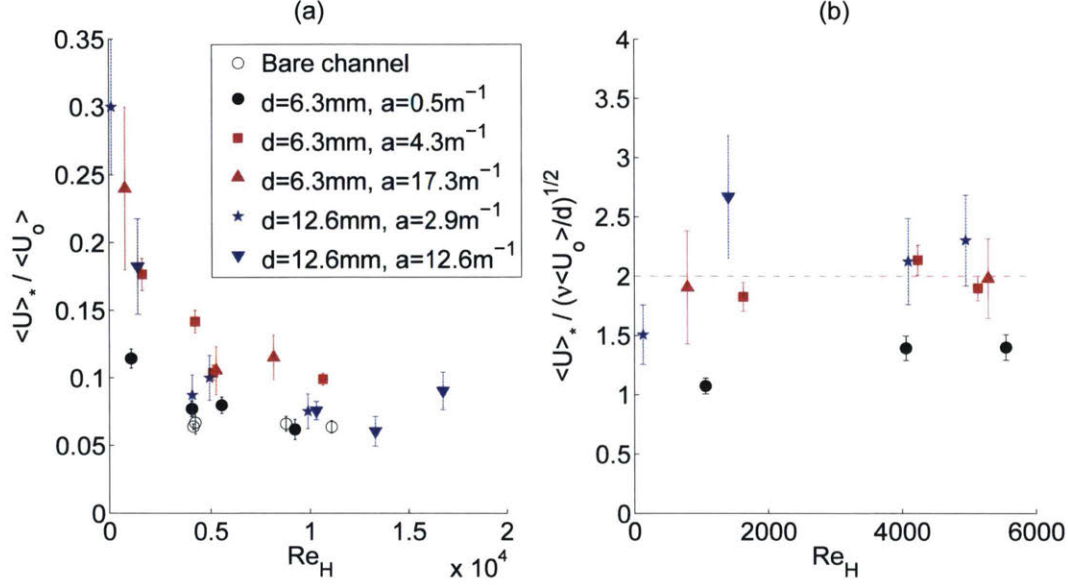 (a)
<U>* / <Uo>
0.35
0.3
0.25
0.2
0.15
0.1
0.05
0
Bare channel
d=6.3mm, a=0.5m⁻¹
d=6.3mm, a=4.3m⁻¹
d=6.3mm, a=17.3m⁻¹
d=12.6mm, a=2.9m⁻¹
d=12.6mm, a=12.6m⁻¹
0 0.5 1 1.5 2
ReH
x 10⁴
(b)
<U>* / (ν<Uo>/d)¹/²
4
3.5
3
2.5
2
1.5
1
0.5
0
0 2000 4000 6000
ReH